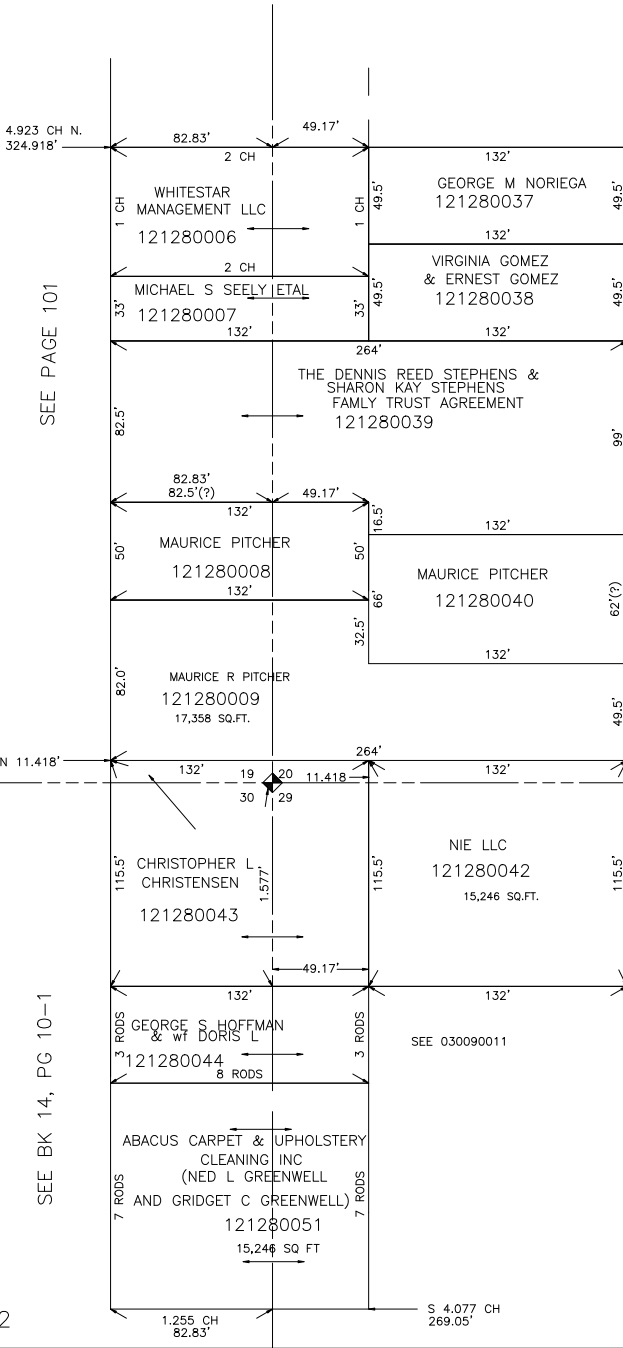 4.923 CH N.
324.918'
82.83'
49.17'
2 CH
132'
WHITESTAR
MANAGEMENT LLC
121280006
1 CH
1 CH
49.5'
GEORGE M NORIEGA
121280037
49.5'
132'
2 CH
VIRGINIA GOMEZ
& ERNEST GOMEZ
121280038
49.5'
49.5'
MICHAEL S SEELY ETAL
121280007
33'
33'
132'
132'
264'
SEE PAGE 101
THE DENNIS REED STEPHENS &
SHARON KAY STEPHENS
FAMLY TRUST AGREEMENT
121280039
82.5'
99'
82.83'
82.5'(?)
49.17'
132'
16.5'
132'
MAURICE PITCHER
121280008
50'
50'
132'
MAURICE PITCHER
121280040
66'
62'(?)
32.5'
132'
MAURICE R PITCHER
121280009
17,358 SQ.FT.
82.0'
49.5'
N 11.418'
264'
132'
132'
19 20
30 29
11.418
CHRISTOPHER L
CHRISTENSEN
121280043
115.5'
1.577'
115.5'
NIE LLC
121280042
15,246 SQ.FT.
115.5'
49.17'
132'
132'
GEORGE S HOFFMAN
& wf DORIS L
121280044
3 RODS
3 RODS
8 RODS
SEE 030090011
SEE BK 14, PG 10-1
ABACUS CARPET & UPHOLSTERY
CLEANING INC
(NED L GREENWELL
AND GRIDGET C GREENWELL)
121280051
15,246 SQ FT
7 RODS
7 RODS
1.255 CH
82.83'
S 4.077 CH
269.05'
2